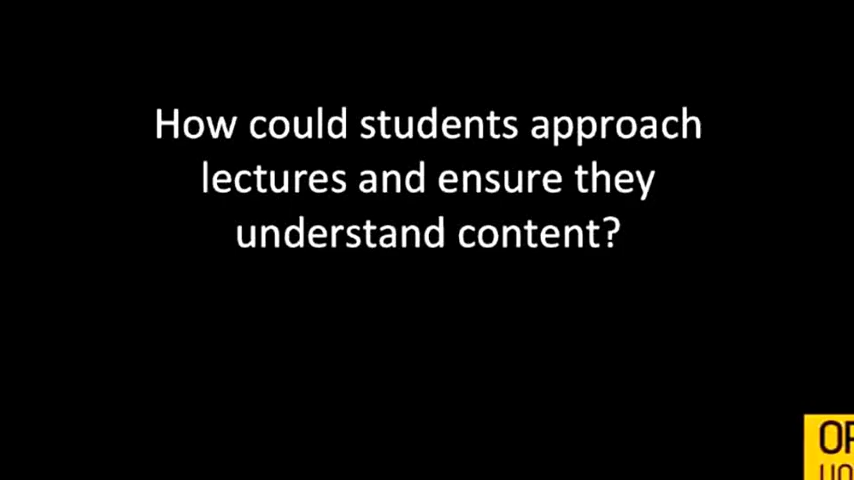 How could students approach
lectures and ensure they
understand content?